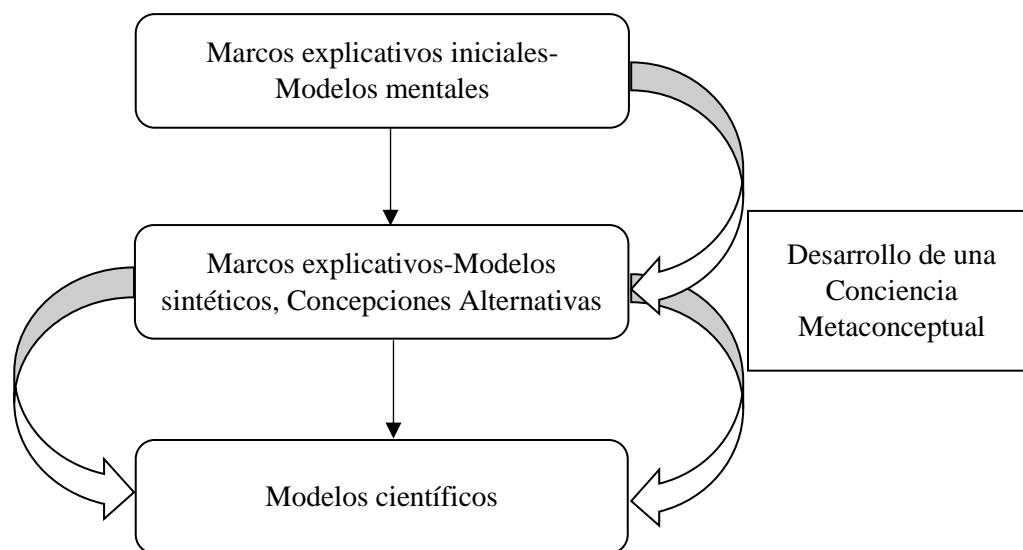 Marcos explicativos iniciales-
Modelos mentales
Marcos explicativos-Modelos
sintéticos, Concepciones Alternativas
Desarrollo de una
Conciencia
Metaconceptual
Modelos científicos